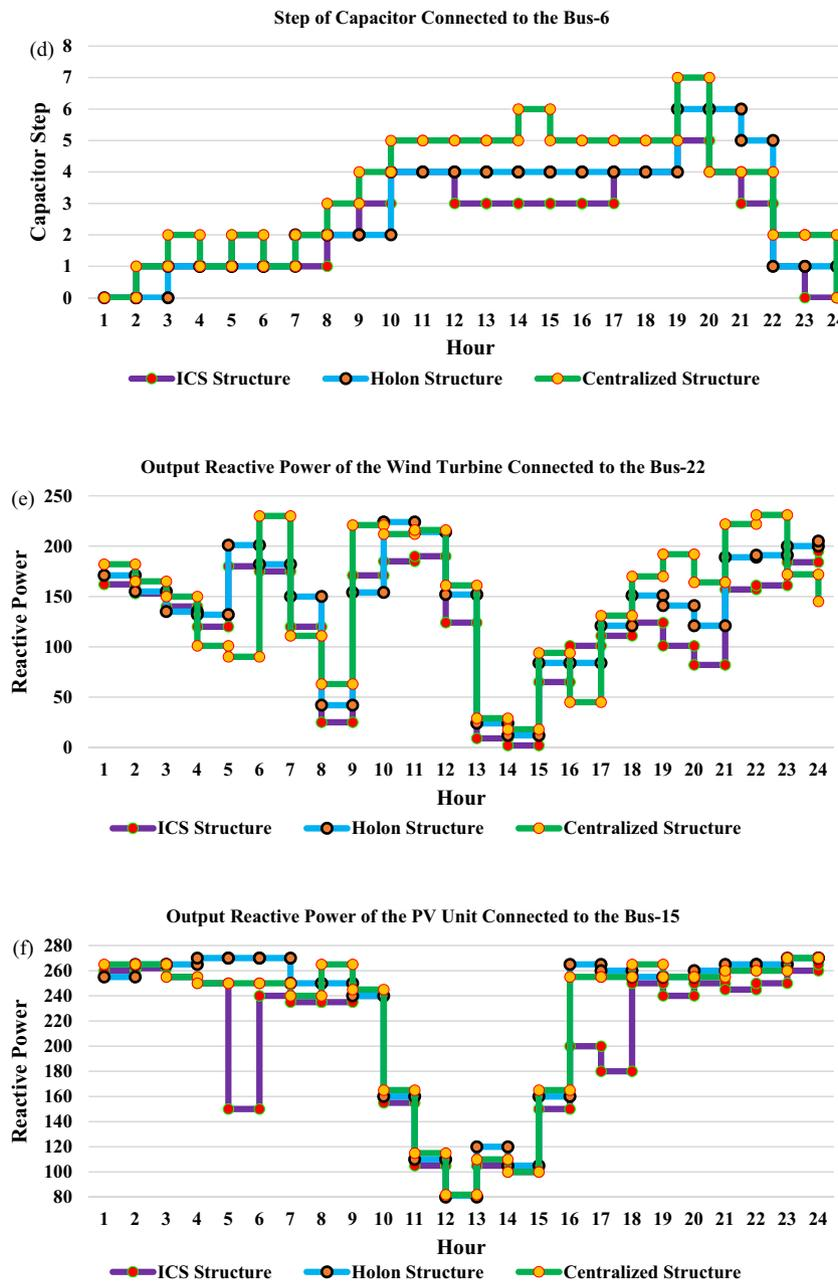 Step of Capacitor Connected to the Bus-6
(d)
8
7
6
5
4
3
2
1
0
Capacitor Step
1 2 3 4 5 6 7 8 9 10 11 12 13 14 15 16 17 18 19 20 21 22 23 24
Hour
ICS Structure Holon Structure Centralized Structure
Output Reactive Power of the Wind Turbine Connected to the Bus-22
(e)
250
200
150
100
50
0
Reactive Power
1 2 3 4 5 6 7 8 9 10 11 12 13 14 15 16 17 18 19 20 21 22 23 24
Hour
ICS Structure Holon Structure Centralized Structure
Output Reactive Power of the PV Unit Connected to the Bus-15
(f)
280
260
240
220
200
180
160
140
120
100
80
Reactive Power
1 2 3 4 5 6 7 8 9 10 11 12 13 14 15 16 17 18 19 20 21 22 23 24
Hour
ICS Structure Holon Structure Centralized Structure